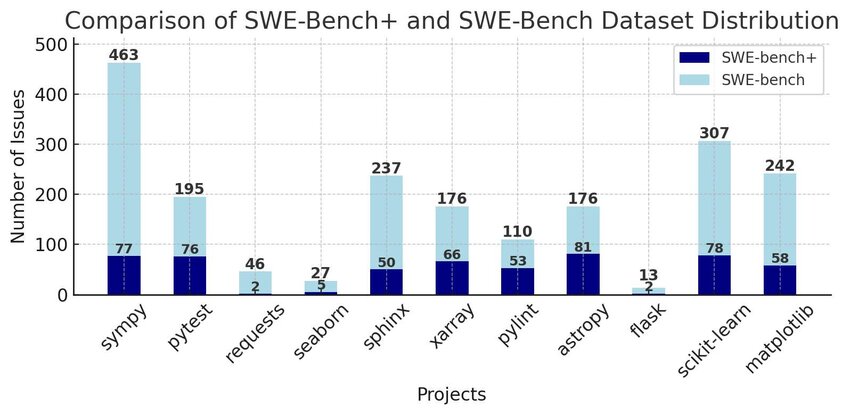 Comparison of SWE-Bench+ and SWE-Bench Dataset Distribution
SWE-bench+
SWE-bench
Number of Issues
500
400
300
200
100
0
463
77
195
76
46
2
27
5
237
50
176
66
110
53
176
81
13
2
307
78
242
58
sympy
pytest
requests
seaborn
sphinx
xarray
pylint
astropy
flask
scikit-learn
matplotlib
Projects